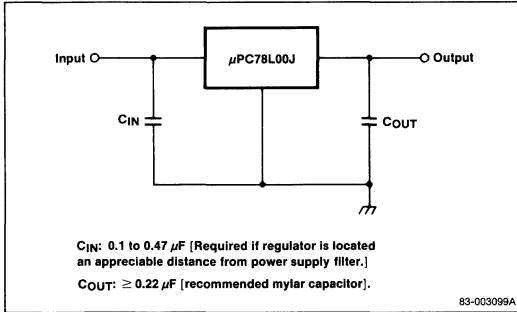 Input
μPC78L00J
Output
CIN
COUT
CIN: 0.1 to 0.47 μF [Required if regulator is located
an appreciable distance from power supply filter.]
COUT: ≥ 0.22 μF [recommended mylar capacitor].
83-003099A